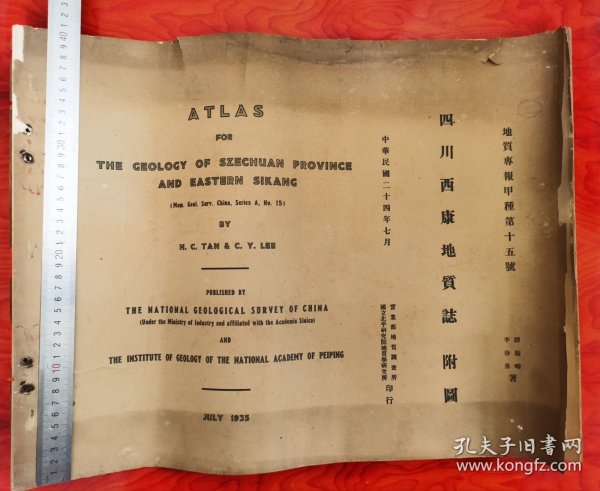 ATLAS
FOR
THE GEOLOGY OF SZECHUAN PROVINCE
AND EASTERN SIKANG
(Mem. Geol. Surv. China, Series A, No. 15)
BY
H. C. TAN & C. Y. LEE
PUBLISHED BY
THE NATIONAL GEOLOGICAL SURVEY OF CHINA
(Under the Ministry of Industry and affiliated with the Academia Sinica)
AND
THE INSTITUTE OF GEOLOGY OF THE NATIONAL ACADEMY OF PEIPING
JULY 1935
地質專報甲種第十五號
四川西康地質誌附圖
譚錫疇
李春昱
著
中華民國二十四年七月
實業部地質調查所
國立北平研究院地質學研究所
印行
孔夫子旧书网
www.kongfz.com